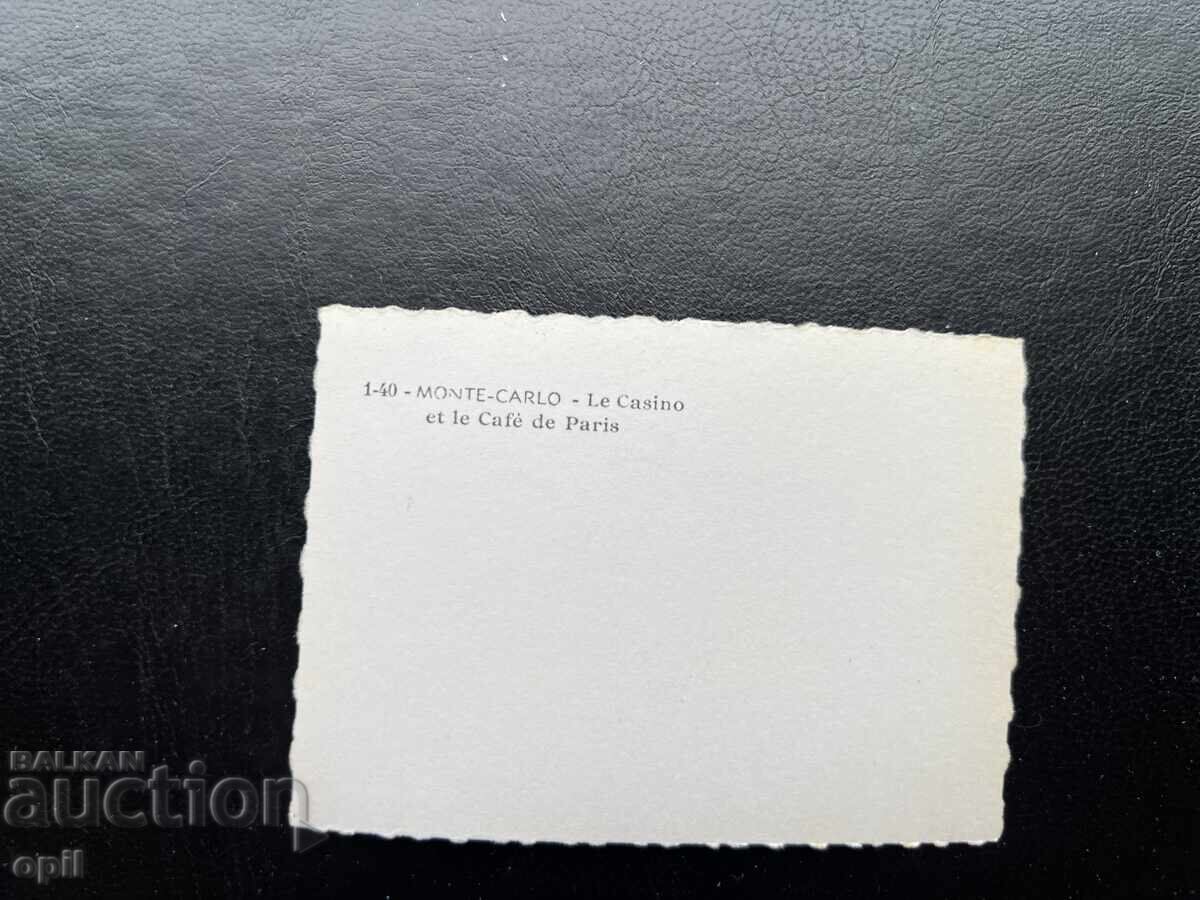 1-40 - MONTE-CARLO - Le Casino
et le Café de Paris
BALKAN
auction
opil